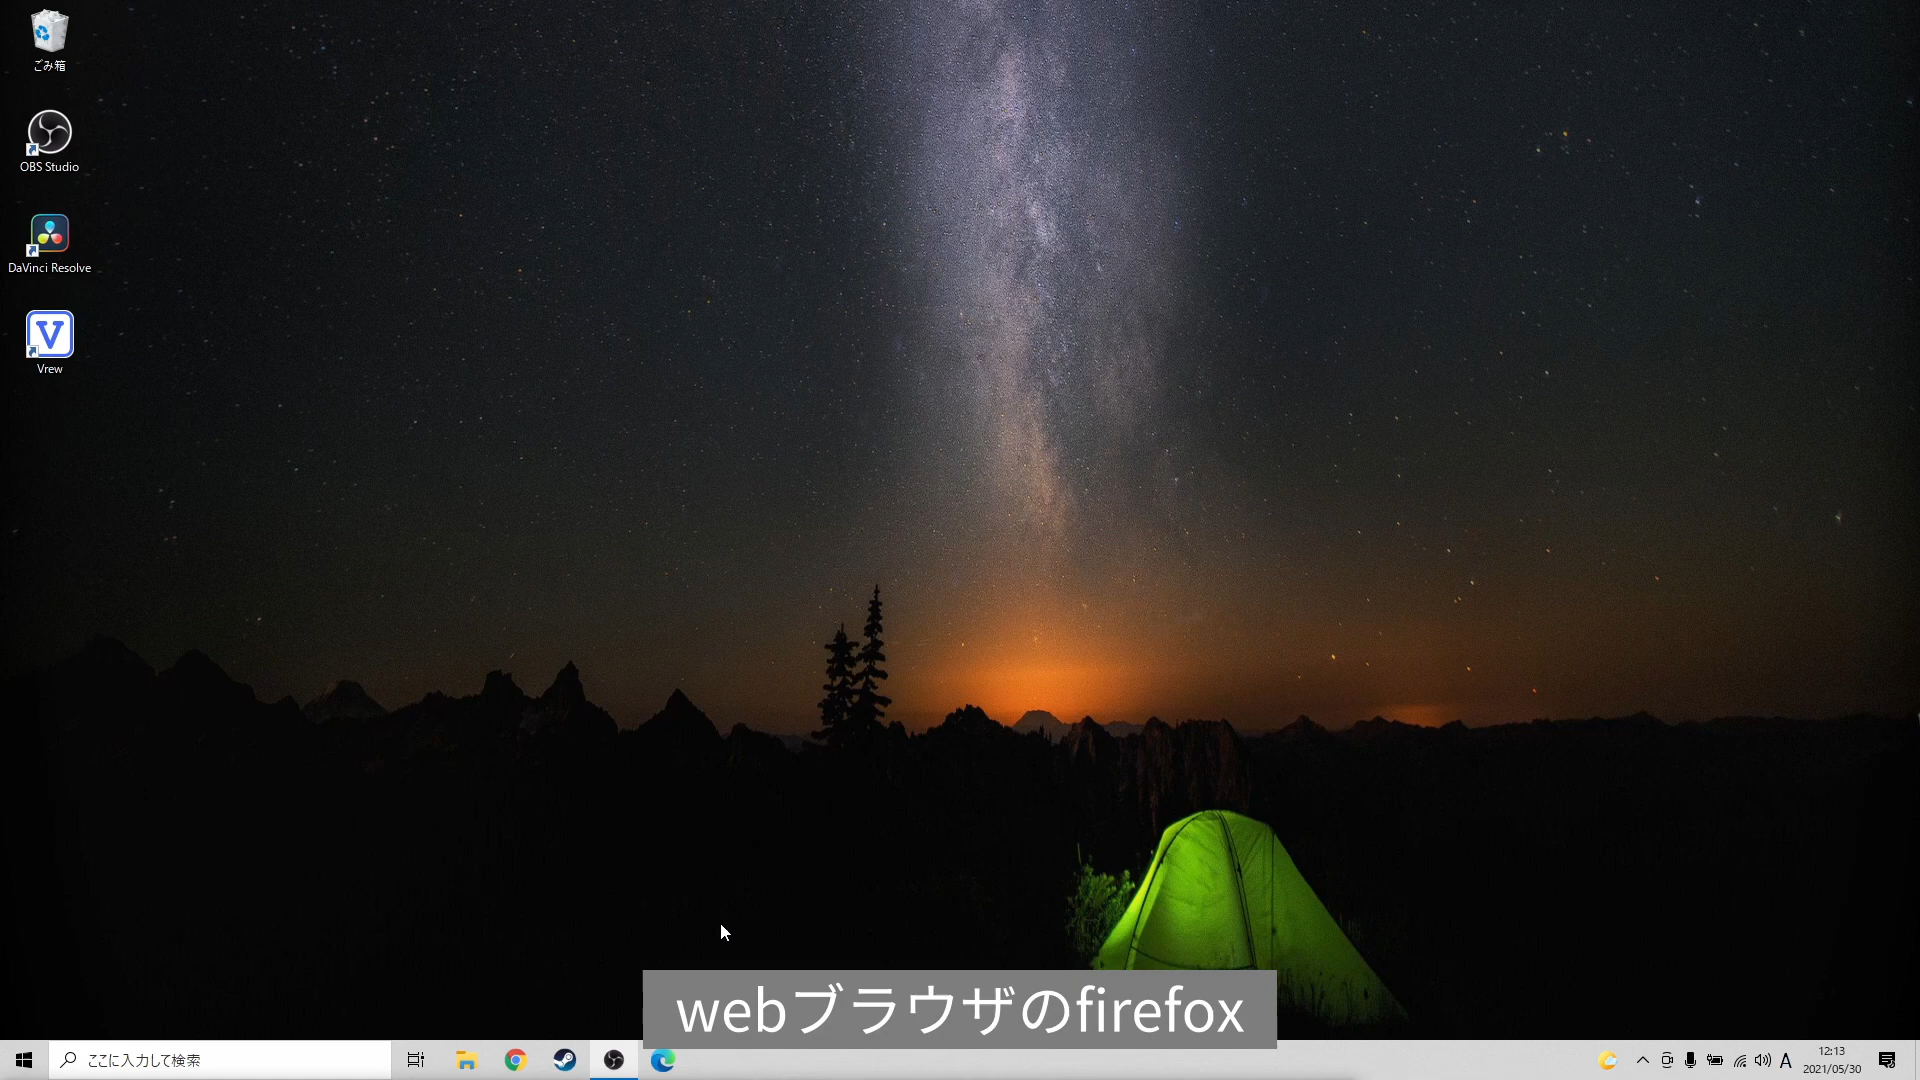 ごみ箱
OBS Studio
DaVinci Resolve
Vrew
webブラウザのfirefox
ここに入力して検索
A
12:13
2021/05/30